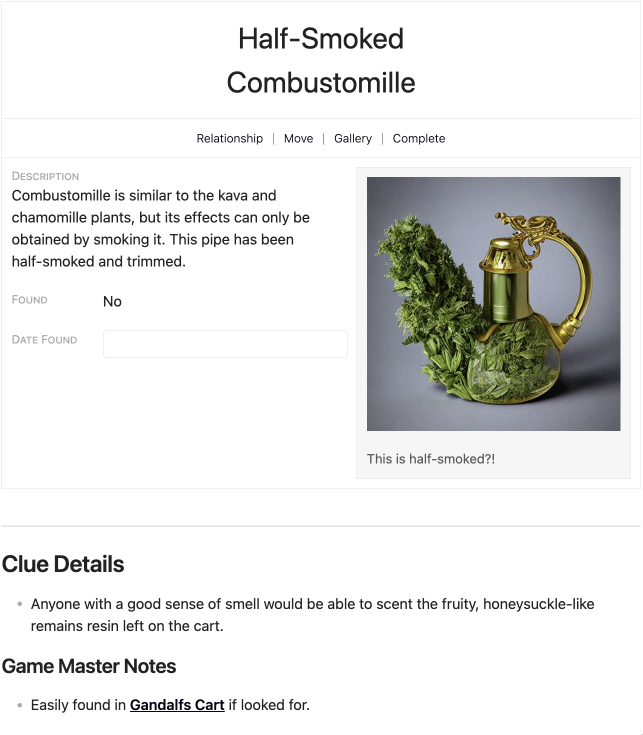 Half-Smoked
Combustomille
Relationship | Move | Gallery | Complete
Description
Combustomille is similar to the kava and
chamomille plants, but its effects can only be
obtained by smoking it. This pipe has been
half-smoked and trimmed.
Found No
Date Found
This is half-smoked?!
Clue Details
• Anyone with a good sense of smell would be able to scent the fruity, honeysuckle-like
remains resin left on the cart.
Game Master Notes
• Easily found in Gandalfs Cart if looked for.